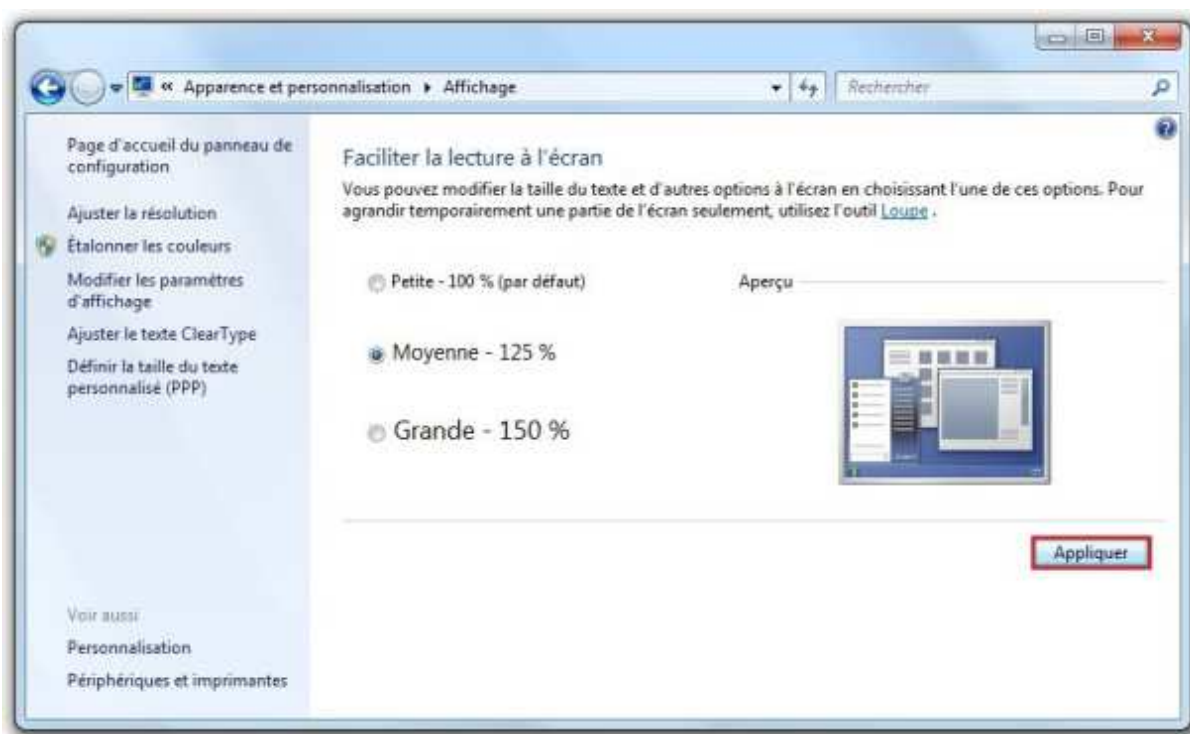 « Apparence et personnalisation ▸ Affichage
Rechercher
Page d'accueil du panneau de
configuration
Ajuster la résolution
Étalonner les couleurs
Modifier les paramètres
d'affichage
Ajuster le texte ClearType
Définir la taille du texte
personnalisé (PPP)
Voir aussi
Personnalisation
Périphériques et imprimantes
Faciliter la lecture à l'écran
Vous pouvez modifier la taille du texte et d'autres options à l'écran en choisissant l'une de ces options. Pour
agrandir temporairement une partie de l'écran seulement, utilisez l'outil Loupe .
Petite - 100 % (par défaut)
Aperçu
Moyenne - 125 %
Grande - 150 %
Appliquer